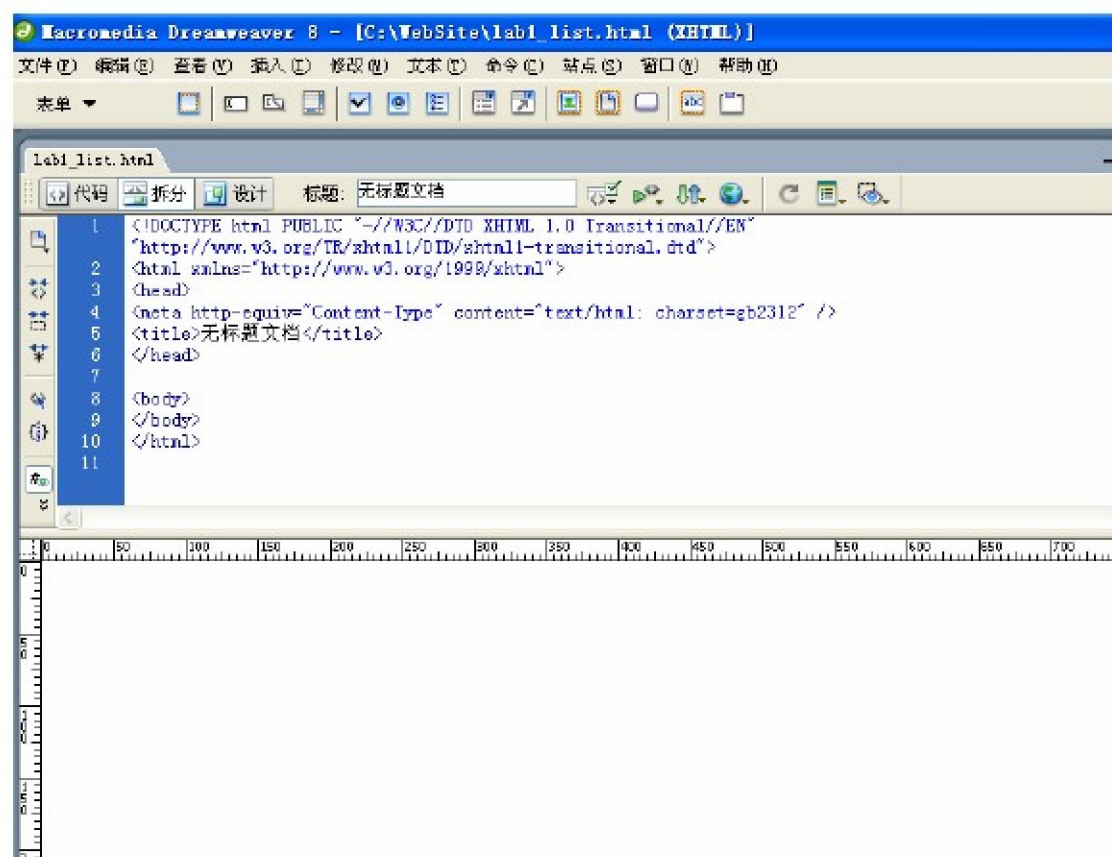 Macromedia Dreamweaver 8 - [C:\WebSite\lab1_list.html (XHTML)]
文件(F) 编辑(E) 查看(V) 插入(I) 修改(M) 文本(T) 命令(C) 站点(S) 窗口(W) 帮助(H)
表单
abc
lab1_list.html
代码 拆分 设计 标题: 无标题文档
1 <!DOCTYPE html PUBLIC "-//W3C//DTD XHTML 1.0 Transitional//EN"
"http://www.w3.org/TR/xhtml1/DTD/xhtml1-transitional.dtd">
2 <html xmlns="http://www.w3.org/1999/xhtml">
3 <head>
4 <meta http-equiv="Content-Type" content="text/html; charset=gb2312" />
5 <title>无标题文档</title>
6 </head>
7
8 <body>
9 </body>
10 </html>
11
0 50 100 150 200 250 300 350 400 450 500 550 600 650 700
0
50
100
150